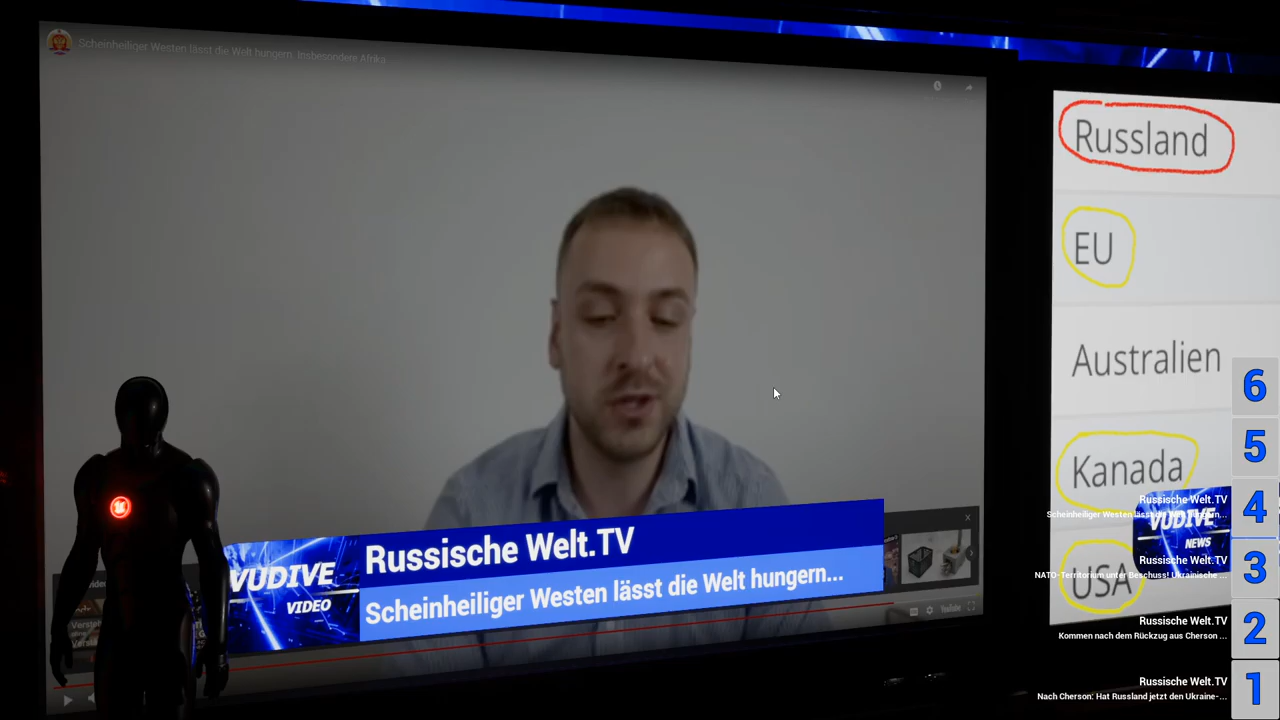 Scheinheiliger Westen lässt die Welt hungern. Insbesondere Afrika
Russland
EU
Australien
Kanada
USA
VUDIVE
VIDEO
Russische Welt.TV
Scheinheiliger Westen lässt die Welt hungern...
YouTube
VUDIVE
NEWS
6
5
Russische Welt.TV
4
Russische Welt.TV
NATO-Territorium unter Beschuss! Ukrainische ...
3
Russische Welt.TV
Kommen nach dem Rückzug aus Cherson ...
2
Russische Welt.TV
Nach Cherson: Hat Russland jetzt den Ukraine-...
1